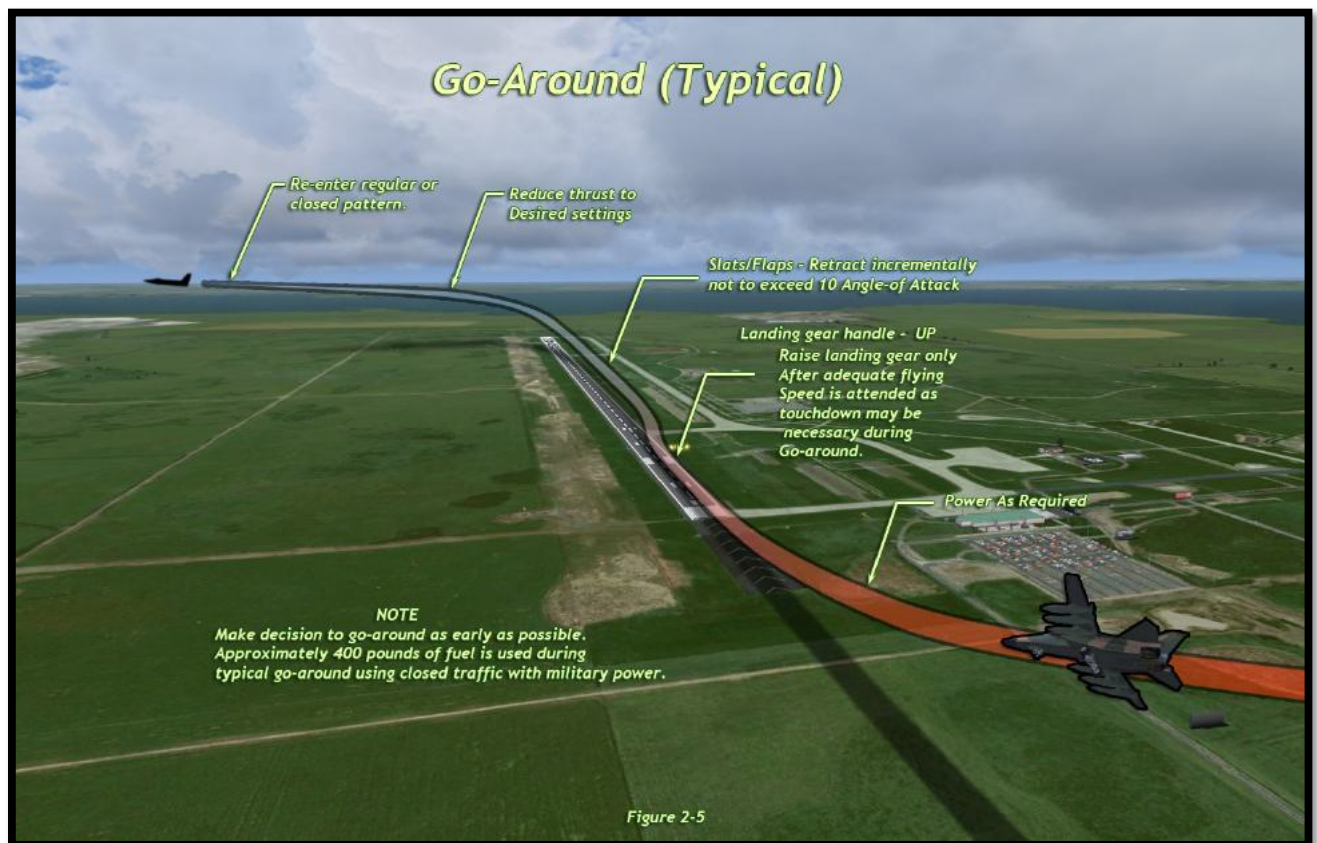 Go-Around (Typical)
Re-enter regular or
closed pattern.
Reduce thrust to
Desired settings
Slats/Flaps - Retract incrementally
not to exceed 10 Angle-of Attack
Landing gear handle - UP
Raise landing gear only
After adequate flying
Speed is attended as
touchdown may be
necessary during
Go-around.
Power As Required
NOTE
Make decision to go-around as early as possible.
Approximately 400 pounds of fuel is used during
typical go-around using closed traffic with military power.
Figure 2-5